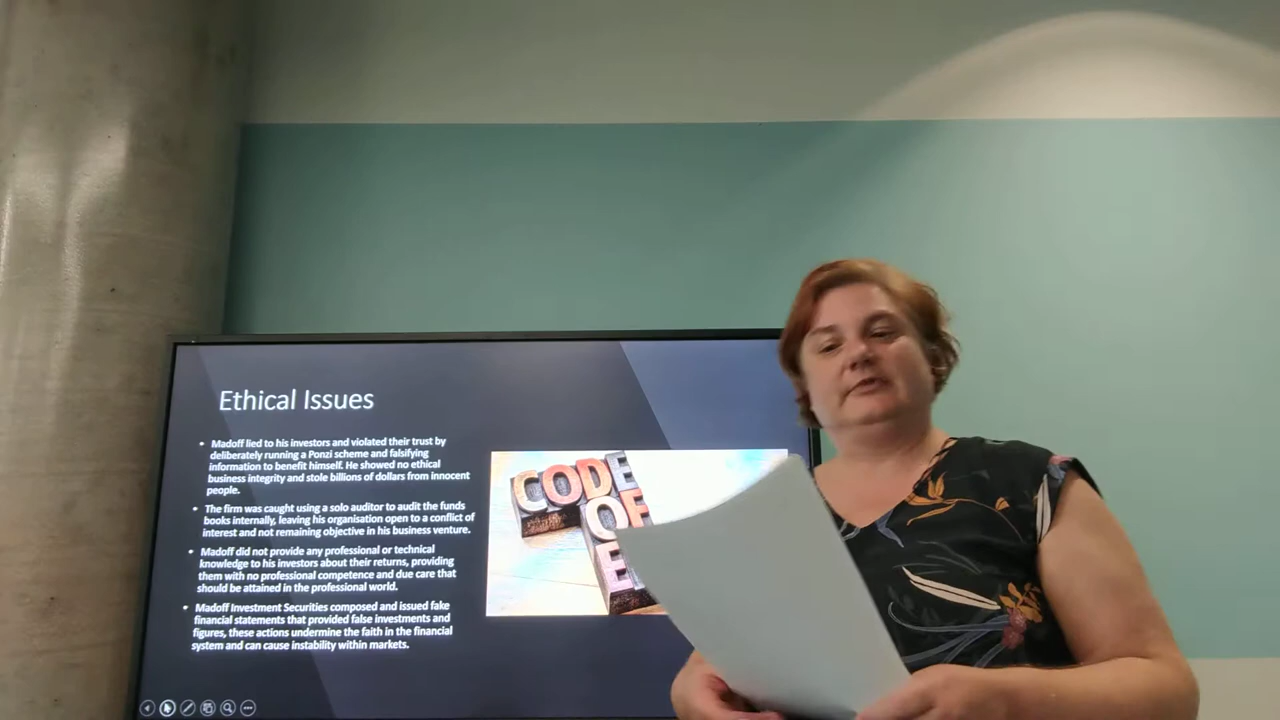 Ethical Issues
• Madoff lied to his investors and violated their trust by
deliberately running a Ponzi scheme and falsifying
information to benefit himself. He showed no ethical
business integrity and stole billions of dollars from innocent
people.
• The firm was caught using a solo auditor to audit the funds
books internally, leaving his organisation open to a conflict of
interest and not remaining objective in his business venture.
• Madoff did not provide any professional or technical
knowledge to his investors about their returns, providing
them with no professional competence and due care that
should be attained in the professional world.
• Madoff Investment Securities composed and issued fake
financial statements that provided false investments and
figures, these actions undermine the faith in the financial
system and can cause instability within markets.
CODE
OF
E